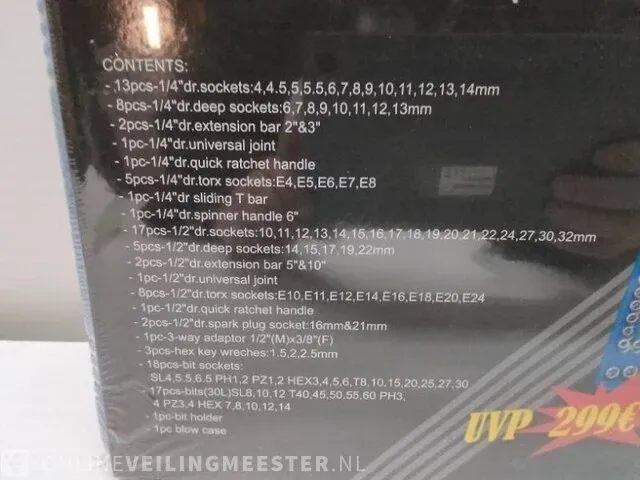 CONTENTS:
- 13pcs-1/4"dr.sockets:4,4.5,5,5.5,6,7,8,9,10,11,12,13,14mm
- 8pcs-1/4"dr.deep sockets:6,7,8,9,10,11,12,13mm
- 2pcs-1/4"dr.extension bar 2"&3"
- 1pc-1/4"dr.universal joint
- 1pc-1/4"dr.quick ratchet handle
- 5pcs-1/4"dr.torx sockets:E4,E5,E6,E7,E8
- 1pc-1/4"dr sliding T bar
- 1pc-1/4"dr.spinner handle 6"
- 17pcs-1/2"dr.sockets:10,11,12,13,14,15,16,17,18,19,20,21,22,24,27,30,32mm
- 5pcs-1/2"dr.deep sockets:14,15,17,19,22mm
- 2pcs-1/2"dr.extension bar 5"&10"
- 1pc-1/2"dr.universal joint
- 8pcs-1/2"dr.torx sockets:E10,E11,E12,E14,E16,E18,E20,E24
- 1pc-1/2"dr.quick ratchet handle
- 2pcs-1/2"dr.spark plug socket:16mm&21mm
- 1pc-3-way adaptor 1/2"(M)x3/8"(F)
- 3pcs-hex key wreches:1.5,2,2.5mm
- 18pcs-bit sockets:
SL4,5.5,6.5 PH1,2 PZ1,2 HEX3,4,5,6,T8,10,15,20,25,27,30
- 17pcs-bits(30L)SL8,10,12 T40,45,50,55,60 PH3,
4 PZ3,4 HEX 7,8,10,12,14
- 1pc-bit holder
- 1pc blow case
UVP 299€
ONLINEVEILINGMEESTER.NL